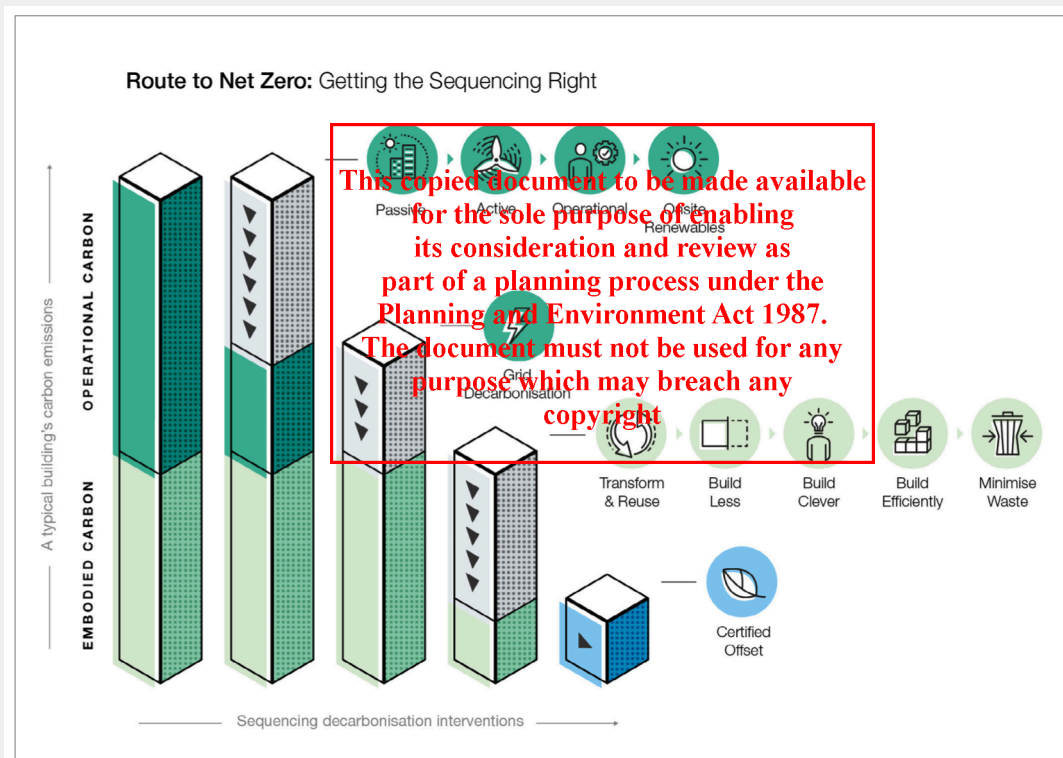 Route to Net Zero: Getting the Sequencing Right
This copied document to be made available
for the sole purpose of enabling
its consideration and review as
part of a planning process under the
Planning and Environment Act 1987.
The document must not be used for any
purpose which may breach any
copyright
Passive
Active
Operational
Onsite
Renewables
Grid
Decarbonisation
Transform
& Reuse
Build
Less
Build
Clever
Build
Efficiently
Minimise
Waste
Certified
Offset
A typical building's carbon emissions
OPERATIONAL CARBON
EMBODIED CARBON
Sequencing decarbonisation interventions